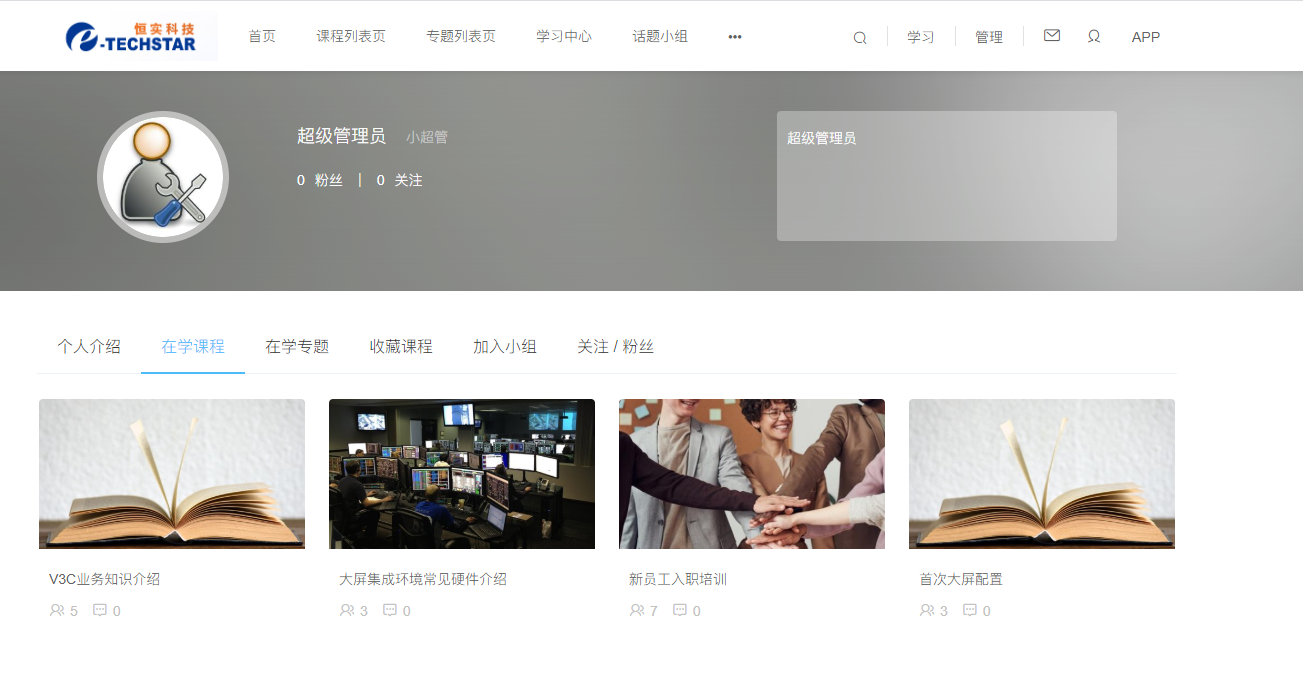 恒实科技
e-TECHSTAR
首页 课程列表页 专题列表页 学习中心 话题小组 ••• 学习 管理 APP
超级管理员 小超管
0 粉丝 | 0 关注
超级管理员
个人介绍 在学课程 在学专题 收藏课程 加入小组 关注 / 粉丝
V3C业务知识介绍 大屏集成环境常见硬件介绍 新员工入职培训 首次大屏配置
5 0 3 0 7 0 3 0